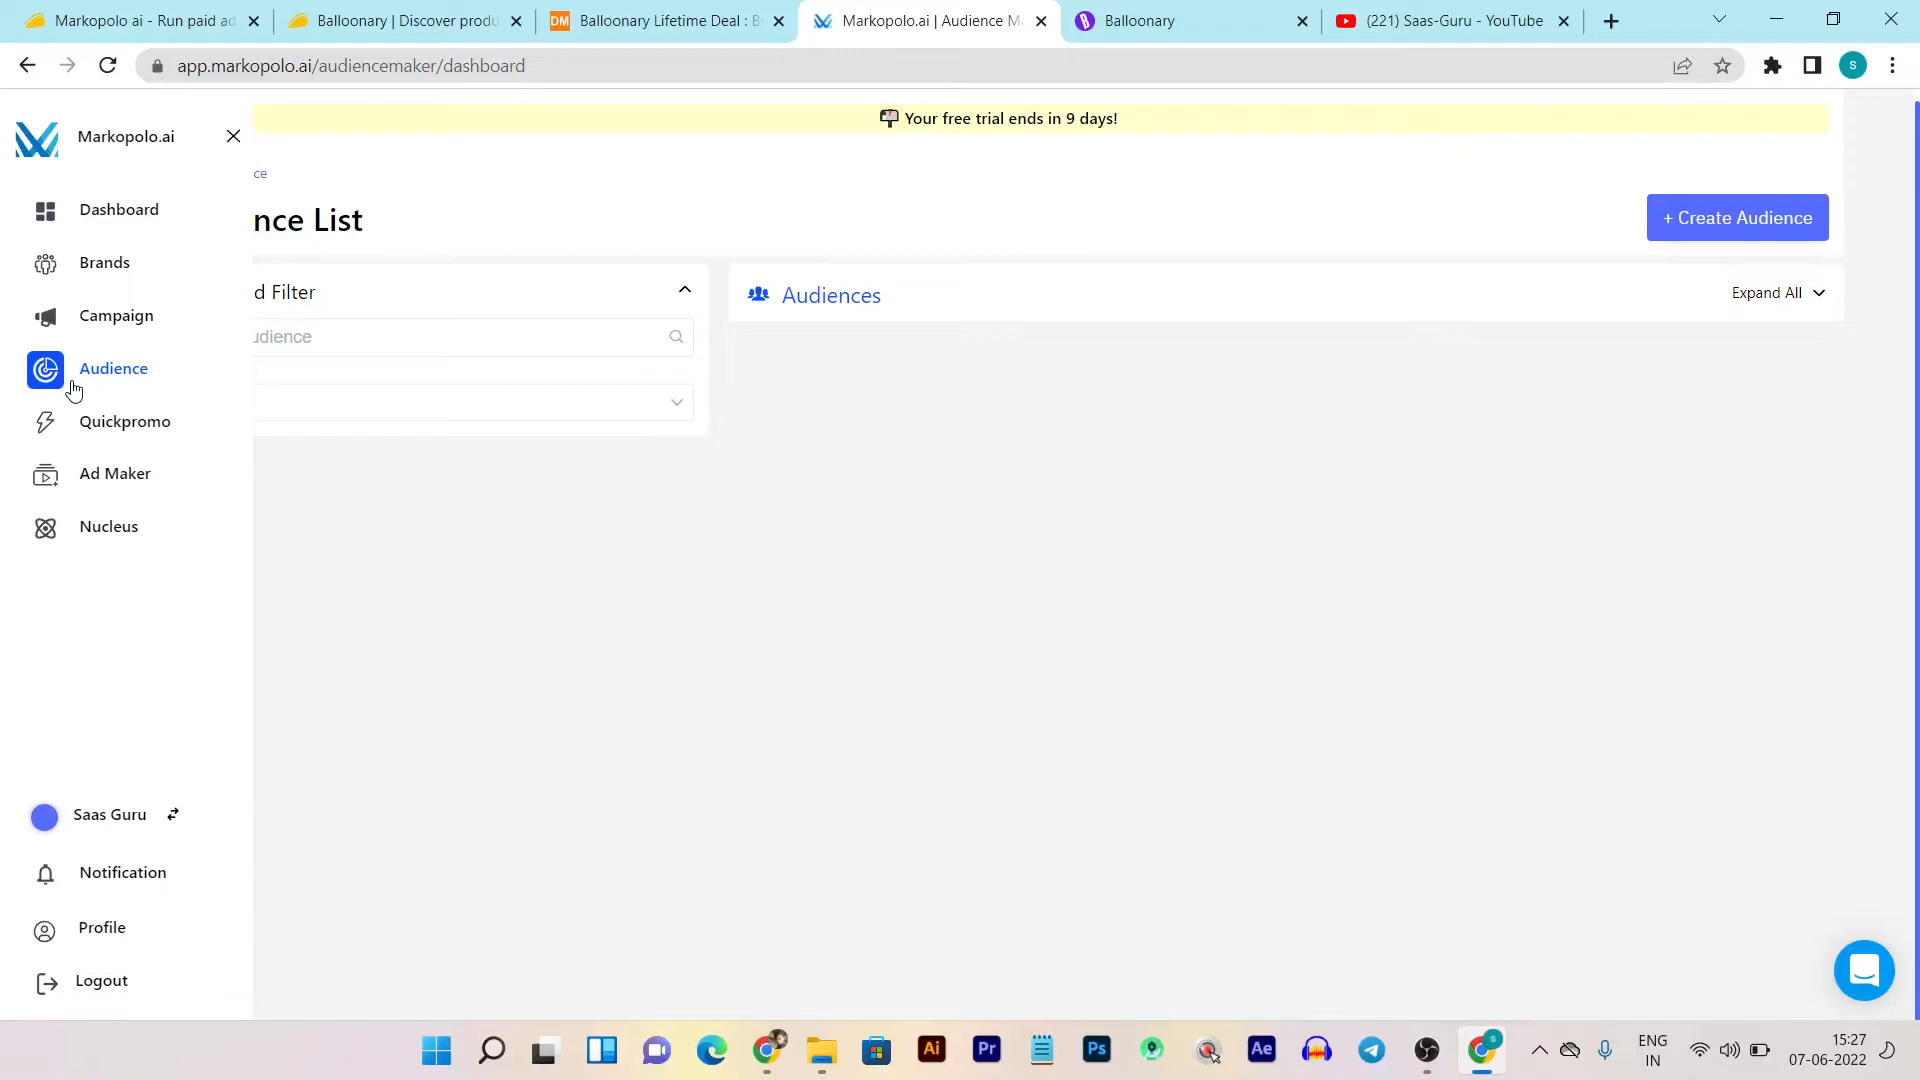 Markopolo ai - Run paid ad
Balloonary | Discover produ
DM Balloonary Lifetime Deal : B
Markopolo.ai | Audience M
Balloonary
(221) Saas-Guru - YouTube
app.markopolo.ai/audiencemaker/dashboard
S
Your free trial ends in 9 days!
Markopolo.ai
ce
nce List
+ Create Audience
Dashboard
Brands
Campaign
Audience
Quickpromo
Ad Maker
Nucleus
d Filter
udience
Audiences
Expand All
Saas Guru
Notification
Profile
Logout
Ai
Pr
Ps
Ae
S
ENG
IN
15:27
07-06-2022